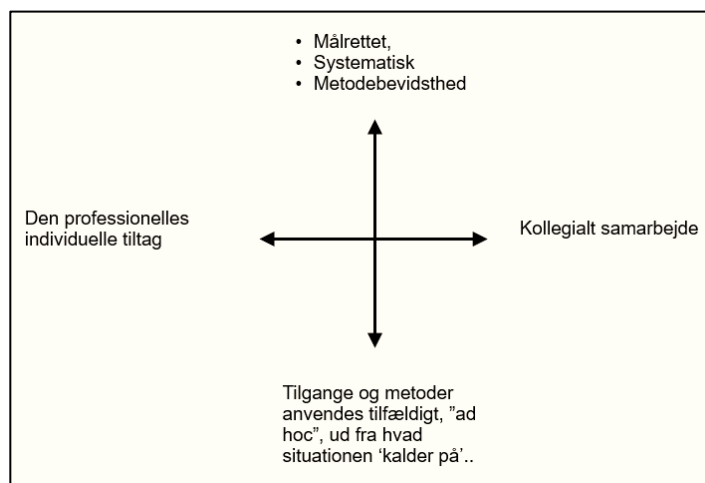 • Målrettet,
• Systematisk
• Metodebevidsthed
Den professionelles
individuelle tiltag
Kollegialt samarbejde
Tilgange og metoder
anvendes tilfældigt, ”ad
hoc”, ud fra hvad
situationen ‘kalder på’..